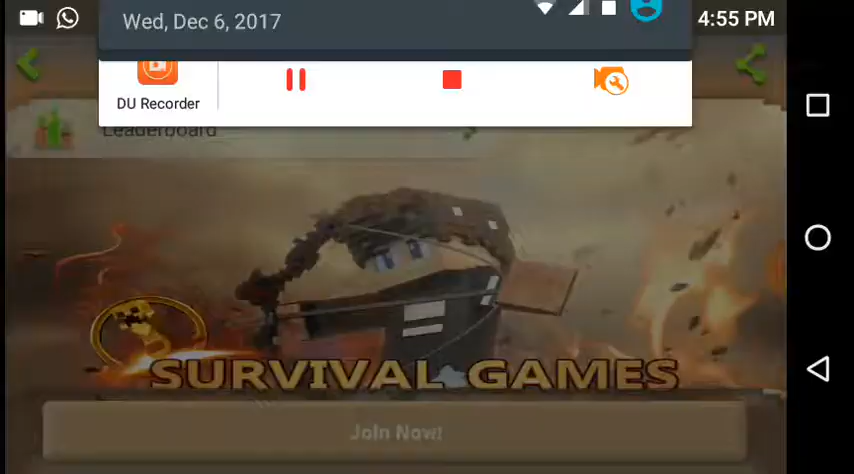 Wed, Dec 6, 2017
4:55 PM
DU Recorder
Leaderboard
SURVIVAL GAMES
Join Now!